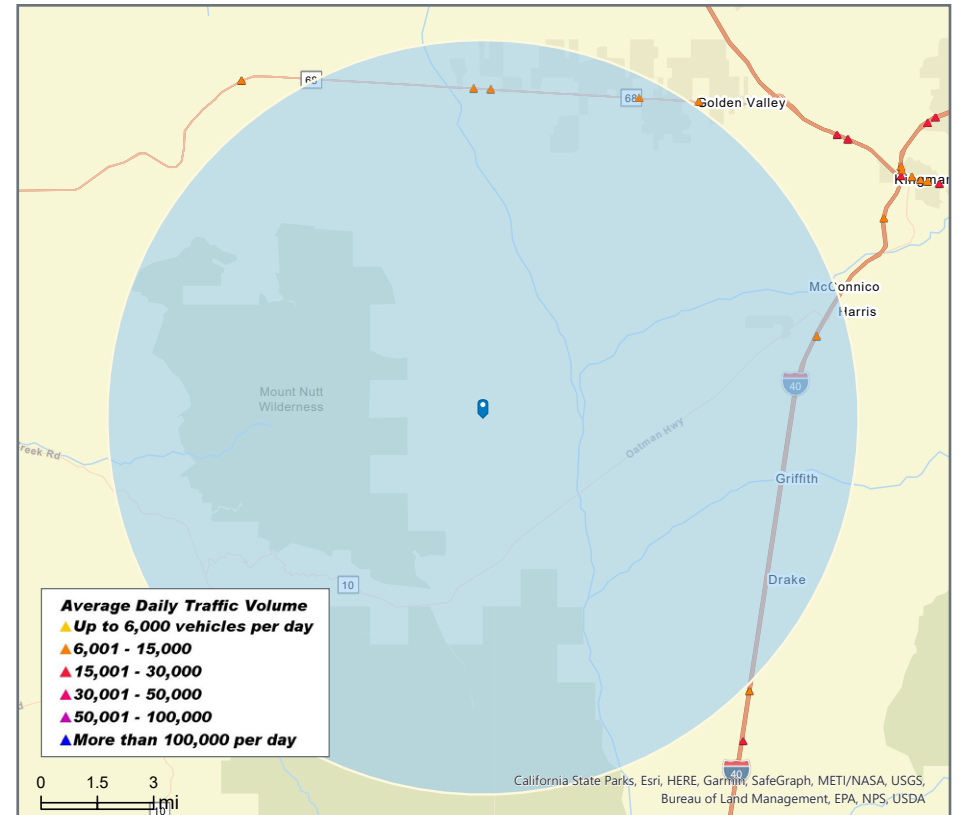 68
68
Golden Valley
Kingman
McConnico
Harris
40
Mount Nutt
Wilderness
Oatman Hwy
reek Rd
Griffith
Drake
10
Average Daily Traffic Volume
Up to 6,000 vehicles per day
6,001 - 15,000
15,001 - 30,000
30,001 - 50,000
50,001 - 100,000
More than 100,000 per day
40
0 1.5 3
mi
10
California State Parks, Esri, HERE, Garmin, SafeGraph, METI/NASA, USGS,
Bureau of Land Management, EPA, NPS, USDA